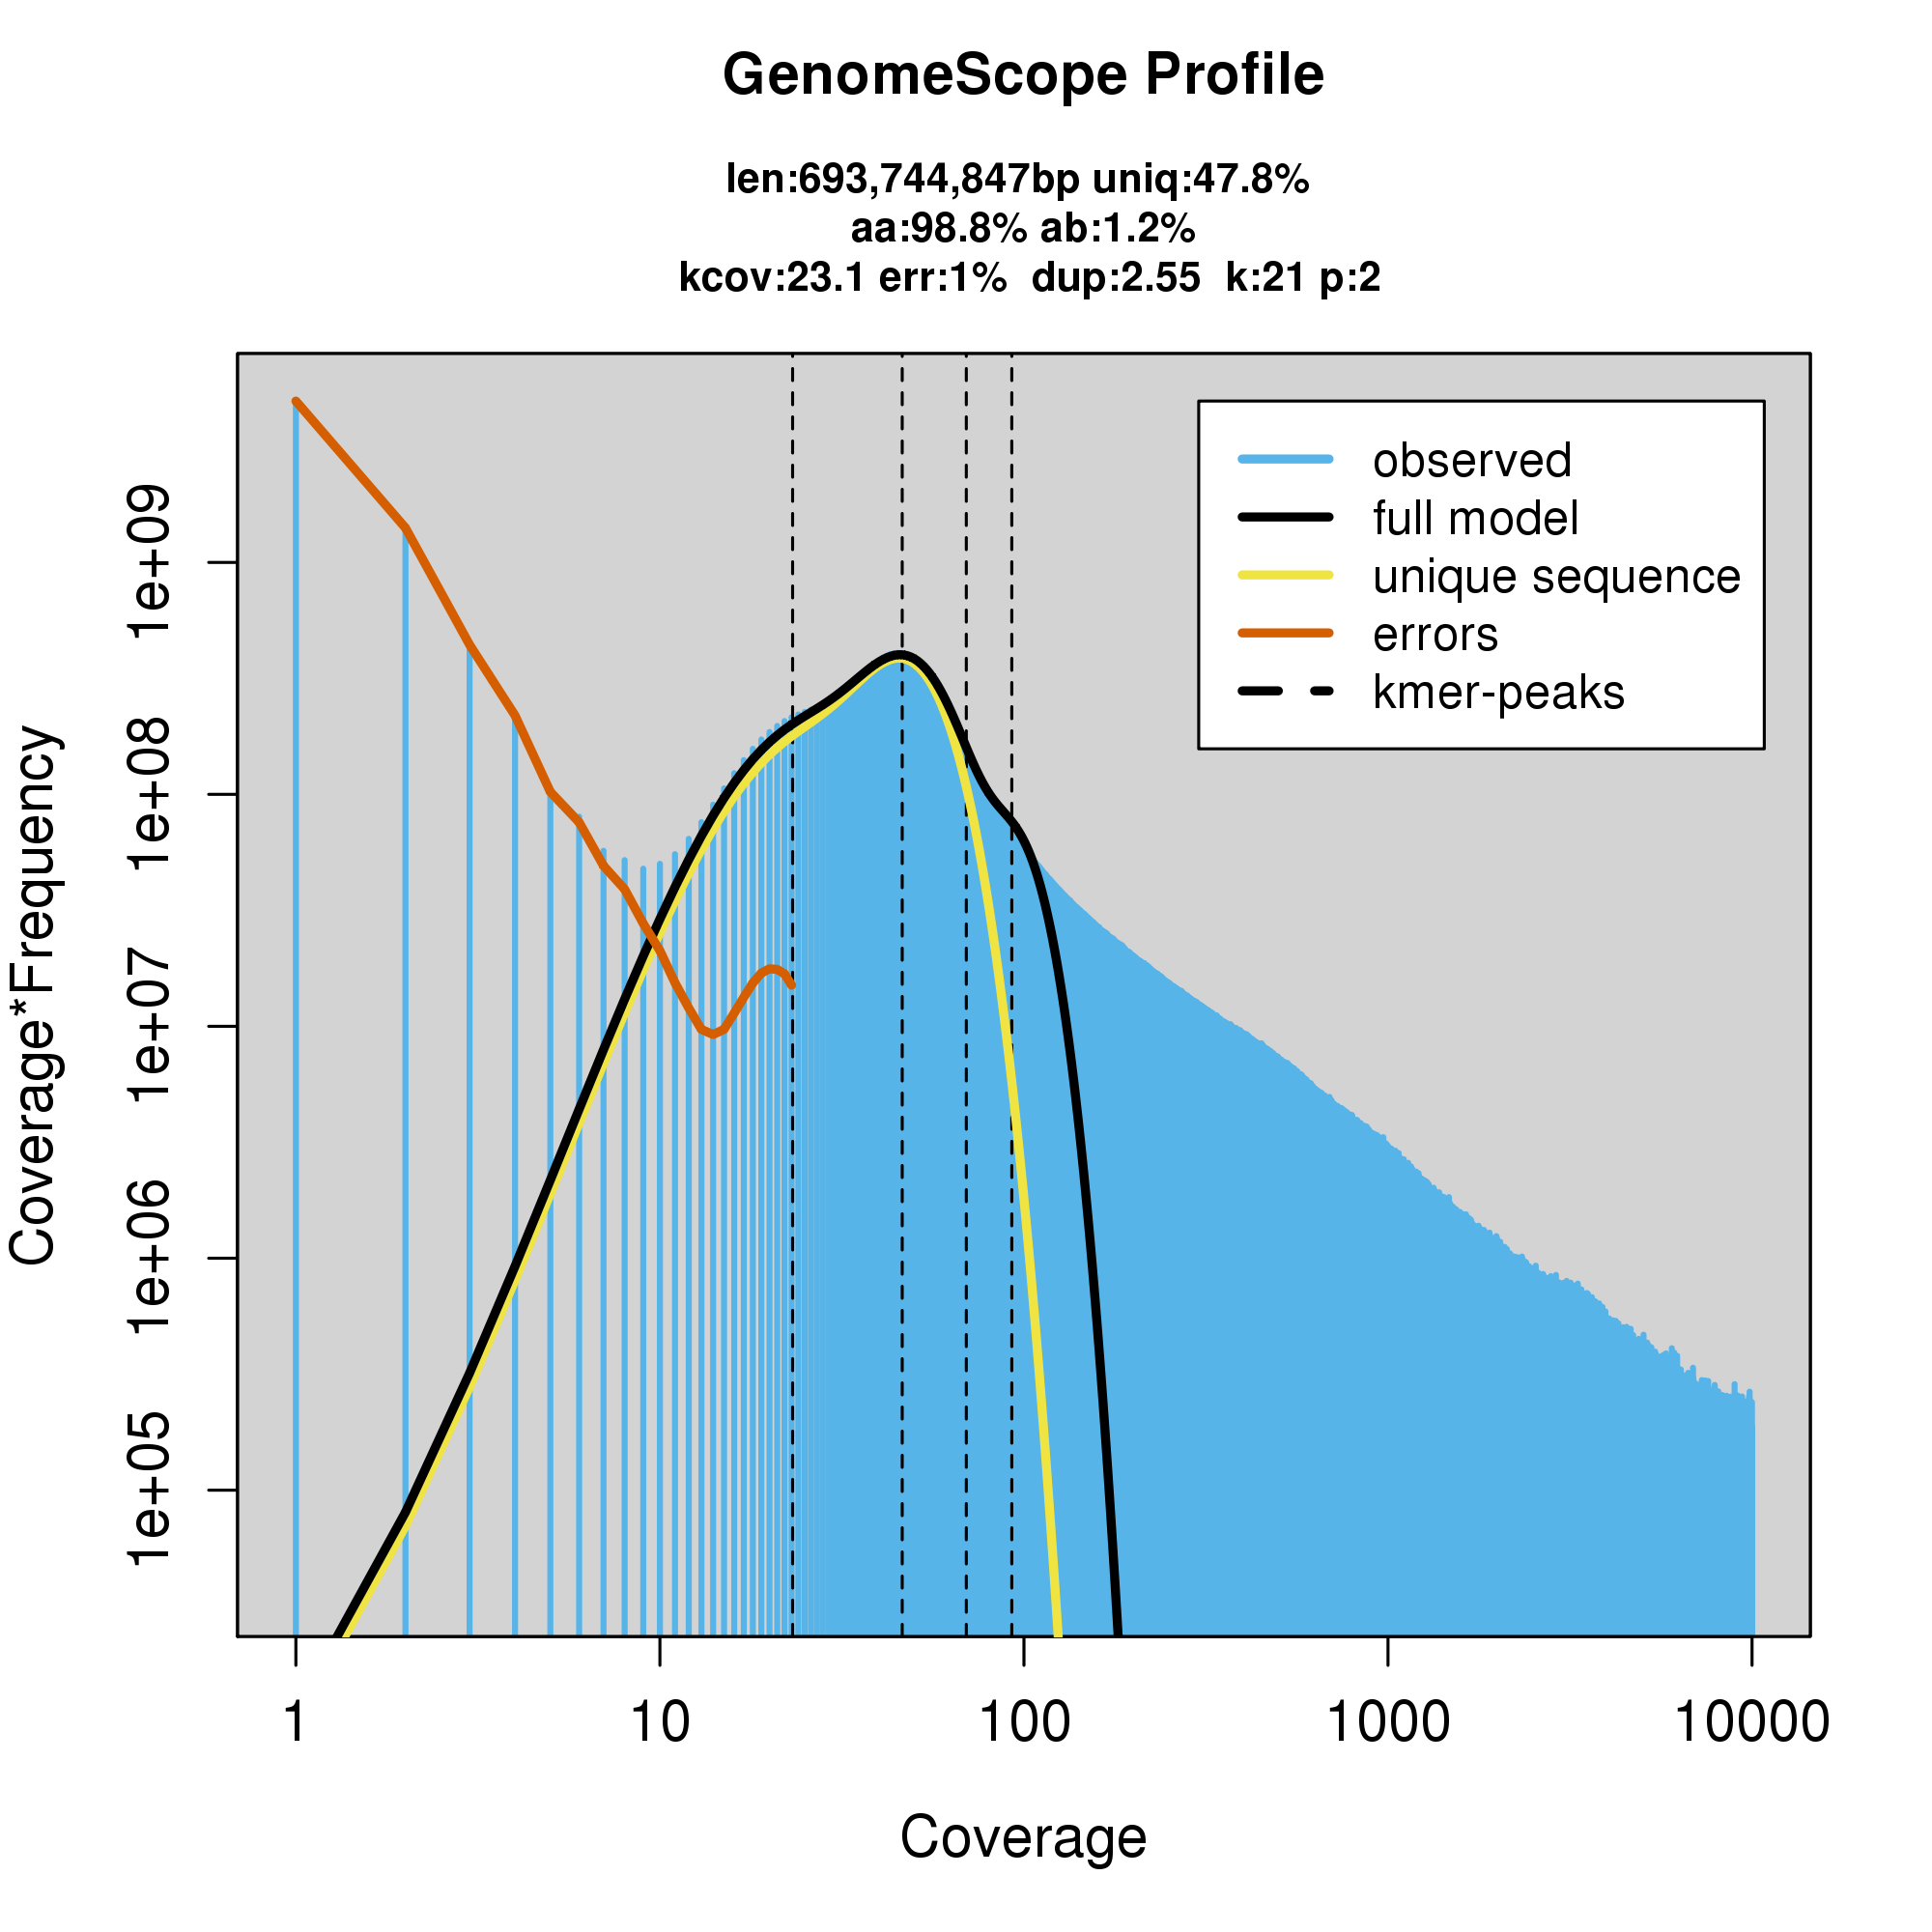 GenomeScope Profile
len:693,744,847bp uniq:47.8%
aa:98.8% ab:1.2%
kcov:23.1 err:1% dup:2.55 k:21 p:2
observed
full model
unique sequence
errors
kmer-peaks
Coverage*Frequency
1e+09
1e+08
1e+07
1e+06
1e+05
1 10 100 1000 10000
Coverage